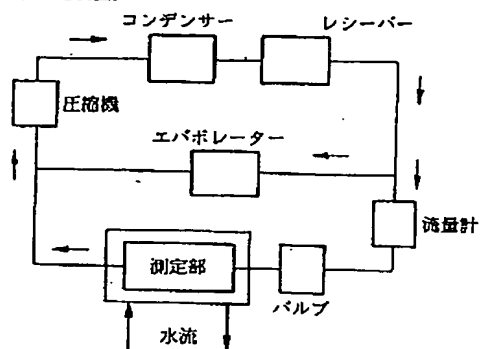 コンデンサー
レシーバー
圧縮機
エバポレーター
流量計
測定部
バルブ
水流